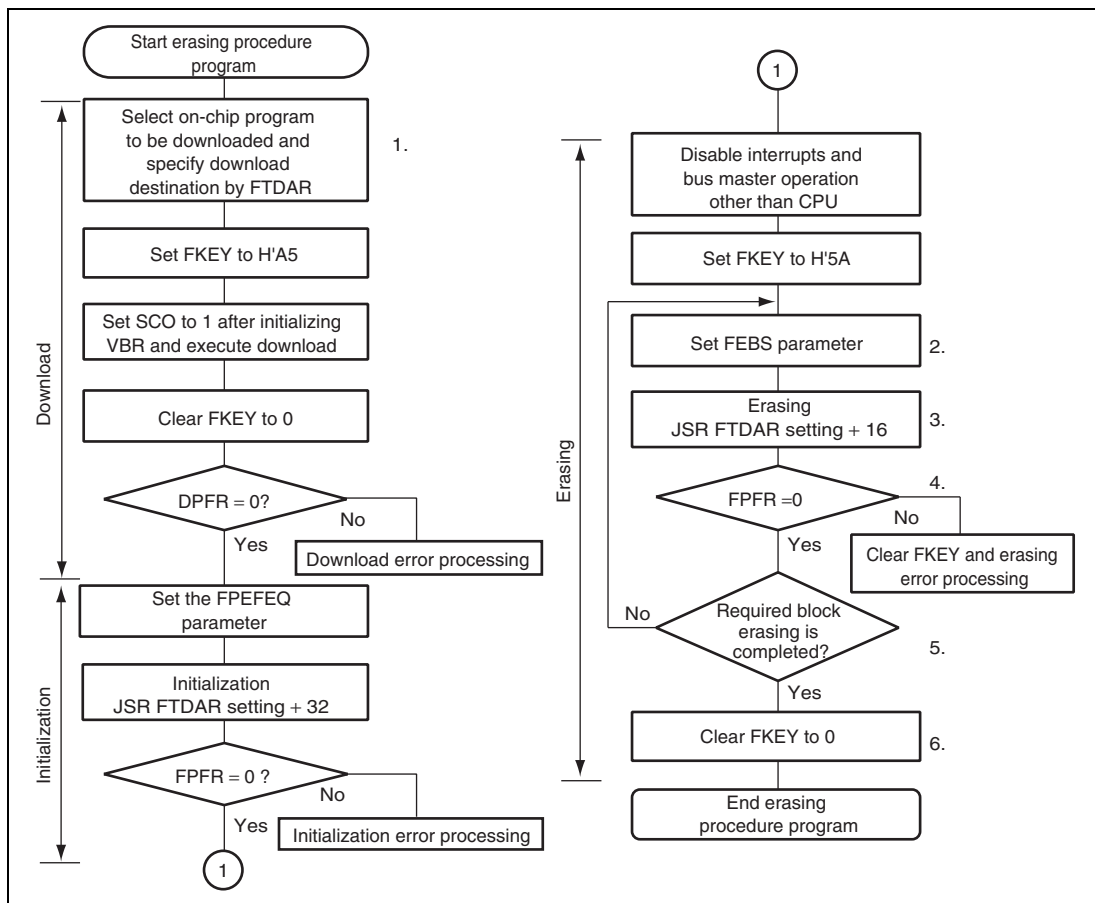 Start erasing procedure
program
Download
Select on-chip program
to be downloaded and
specify download
destination by FTDAR
1.
Set FKEY to H'A5
Set SCO to 1 after initializing
VBR and execute download
Clear FKEY to 0
DPFR = 0?
No
Yes
Download error processing
Initialization
Set the FPEFEQ
parameter
Initialization
JSR FTDAR setting + 32
FPFR = 0 ?
No
Yes
Initialization error processing
1
1
Erasing
Disable interrupts and
bus master operation
other than CPU
Set FKEY to H'5A
Set FEBS parameter
2.
Erasing
JSR FTDAR setting + 16
3.
4.
FPFR =0
No
Yes
Clear FKEY and erasing
error processing
No
Required block
erasing is
completed?
5.
Yes
Clear FKEY to 0
6.
End erasing
procedure program